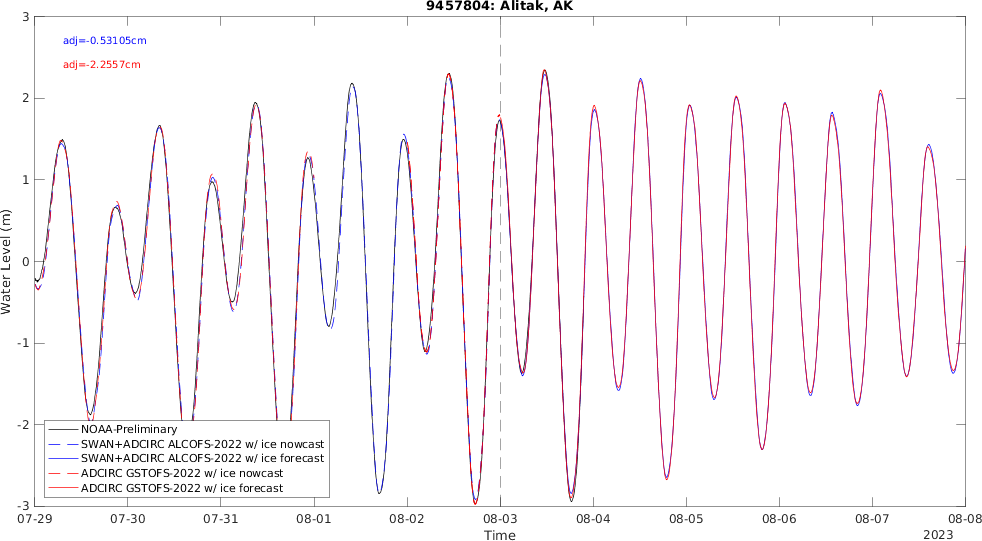 9457804: Alitak, AK
adj=-0.53105cm
adj=-2.2557cm
3
2
1
0
-1
-2
-3
Water Level (m)
NOAA-Preliminary
SWAN+ADCIRC ALCOFS-2022 w/ ice nowcast
SWAN+ADCIRC ALCOFS-2022 w/ ice forecast
ADCIRC GSTOFS-2022 w/ ice nowcast
ADCIRC GSTOFS-2022 w/ ice forecast
07-29 07-30 07-31 08-01 08-02 08-03 08-04 08-05 08-06 08-07 08-08
Time
2023